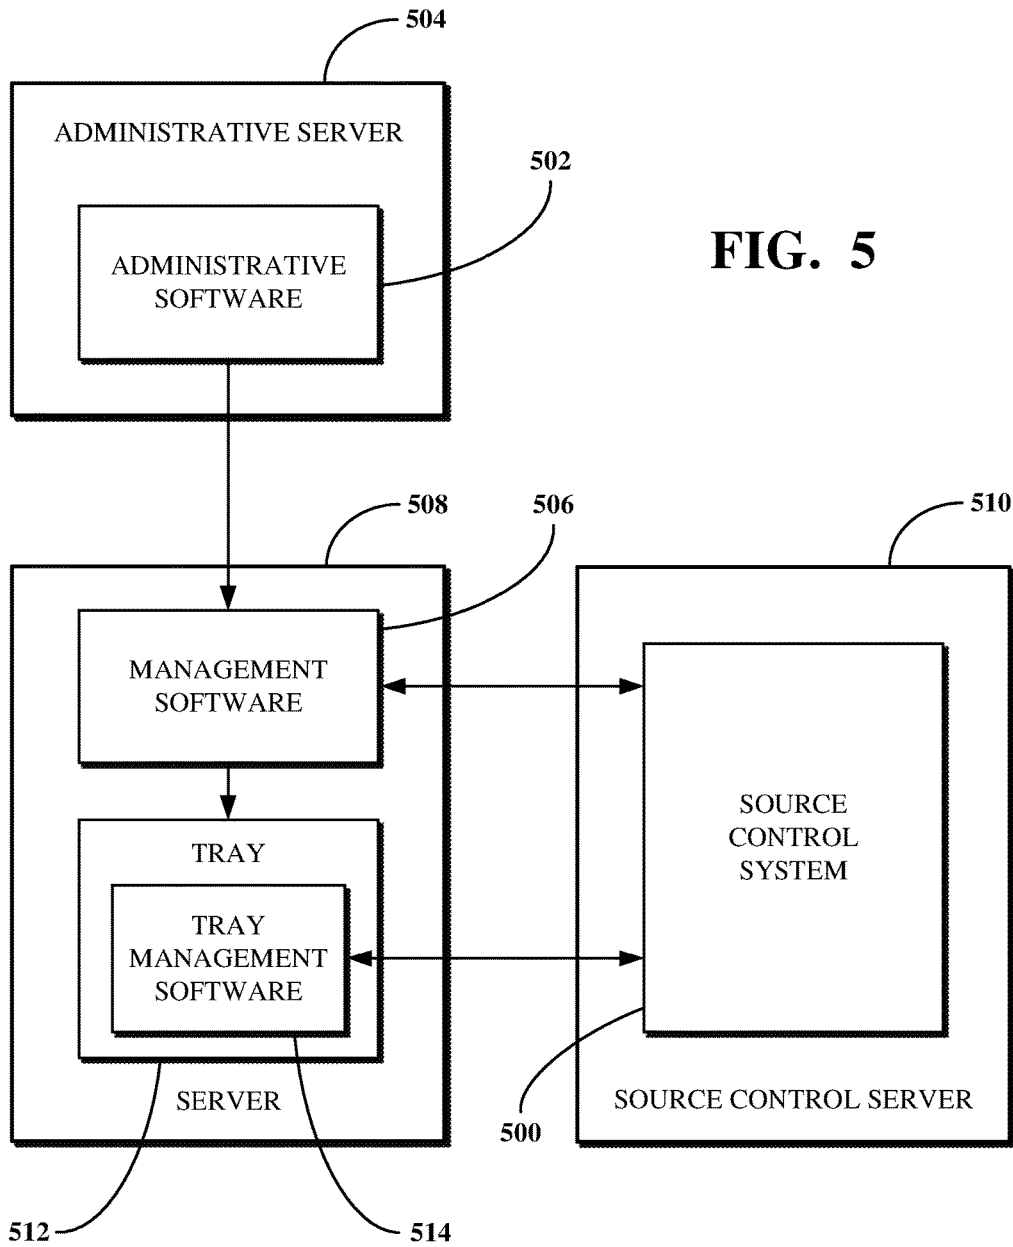 504
ADMINISTRATIVE SERVER
502
ADMINISTRATIVE
SOFTWARE
FIG. 5
508
506
510
MANAGEMENT
SOFTWARE
SOURCE
CONTROL
SYSTEM
TRAY
TRAY
MANAGEMENT
SOFTWARE
SERVER
SOURCE CONTROL SERVER
500
512
514